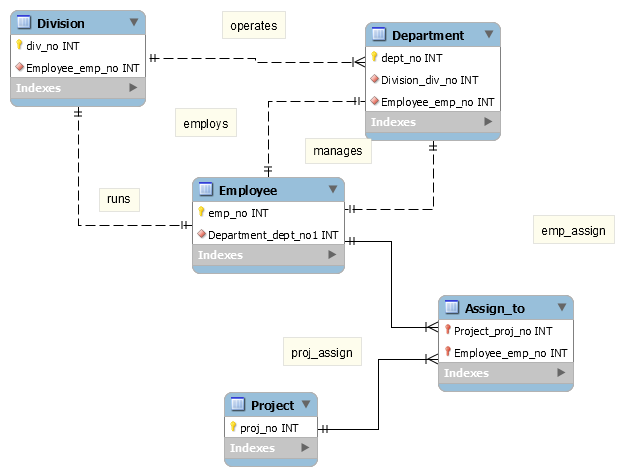 Division
div_no INT
Employee_emp_no INT
Indexes
operates
Department
dept_no INT
Division_div_no INT
Employee_emp_no INT
Indexes
employs
manages
runs
Employee
emp_no INT
Department_dept_no1 INT
Indexes
emp_assign
Assign_to
Project_proj_no INT
Employee_emp_no INT
Indexes
proj_assign
Project
proj_no INT
Indexes